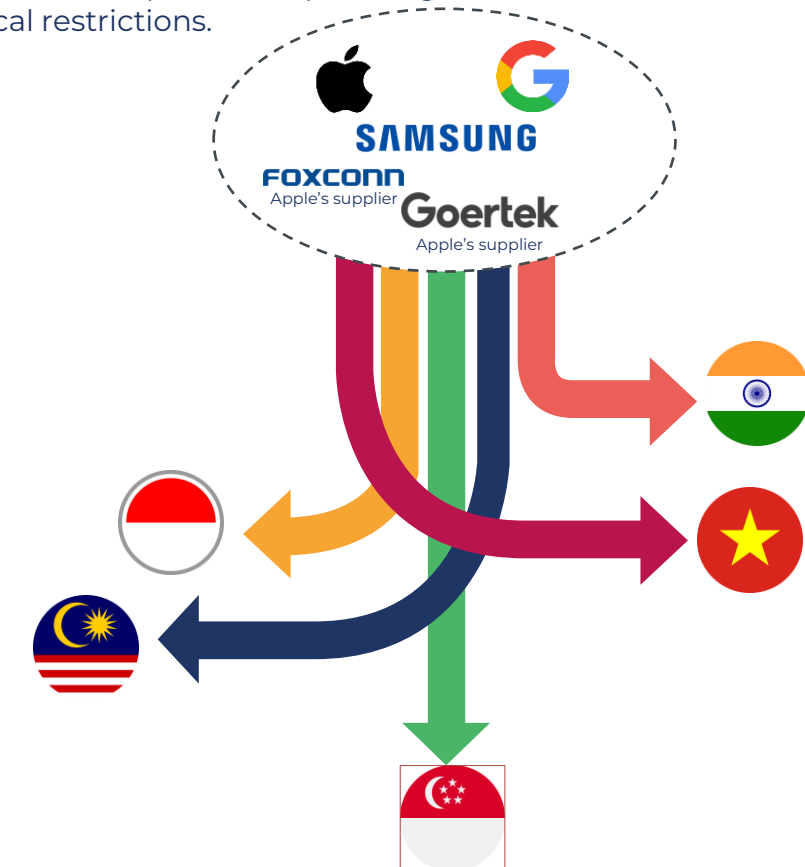 cal restrictions.
SAMSUNG
FOXCONN
Apple's supplier
Goertek
Apple's supplier